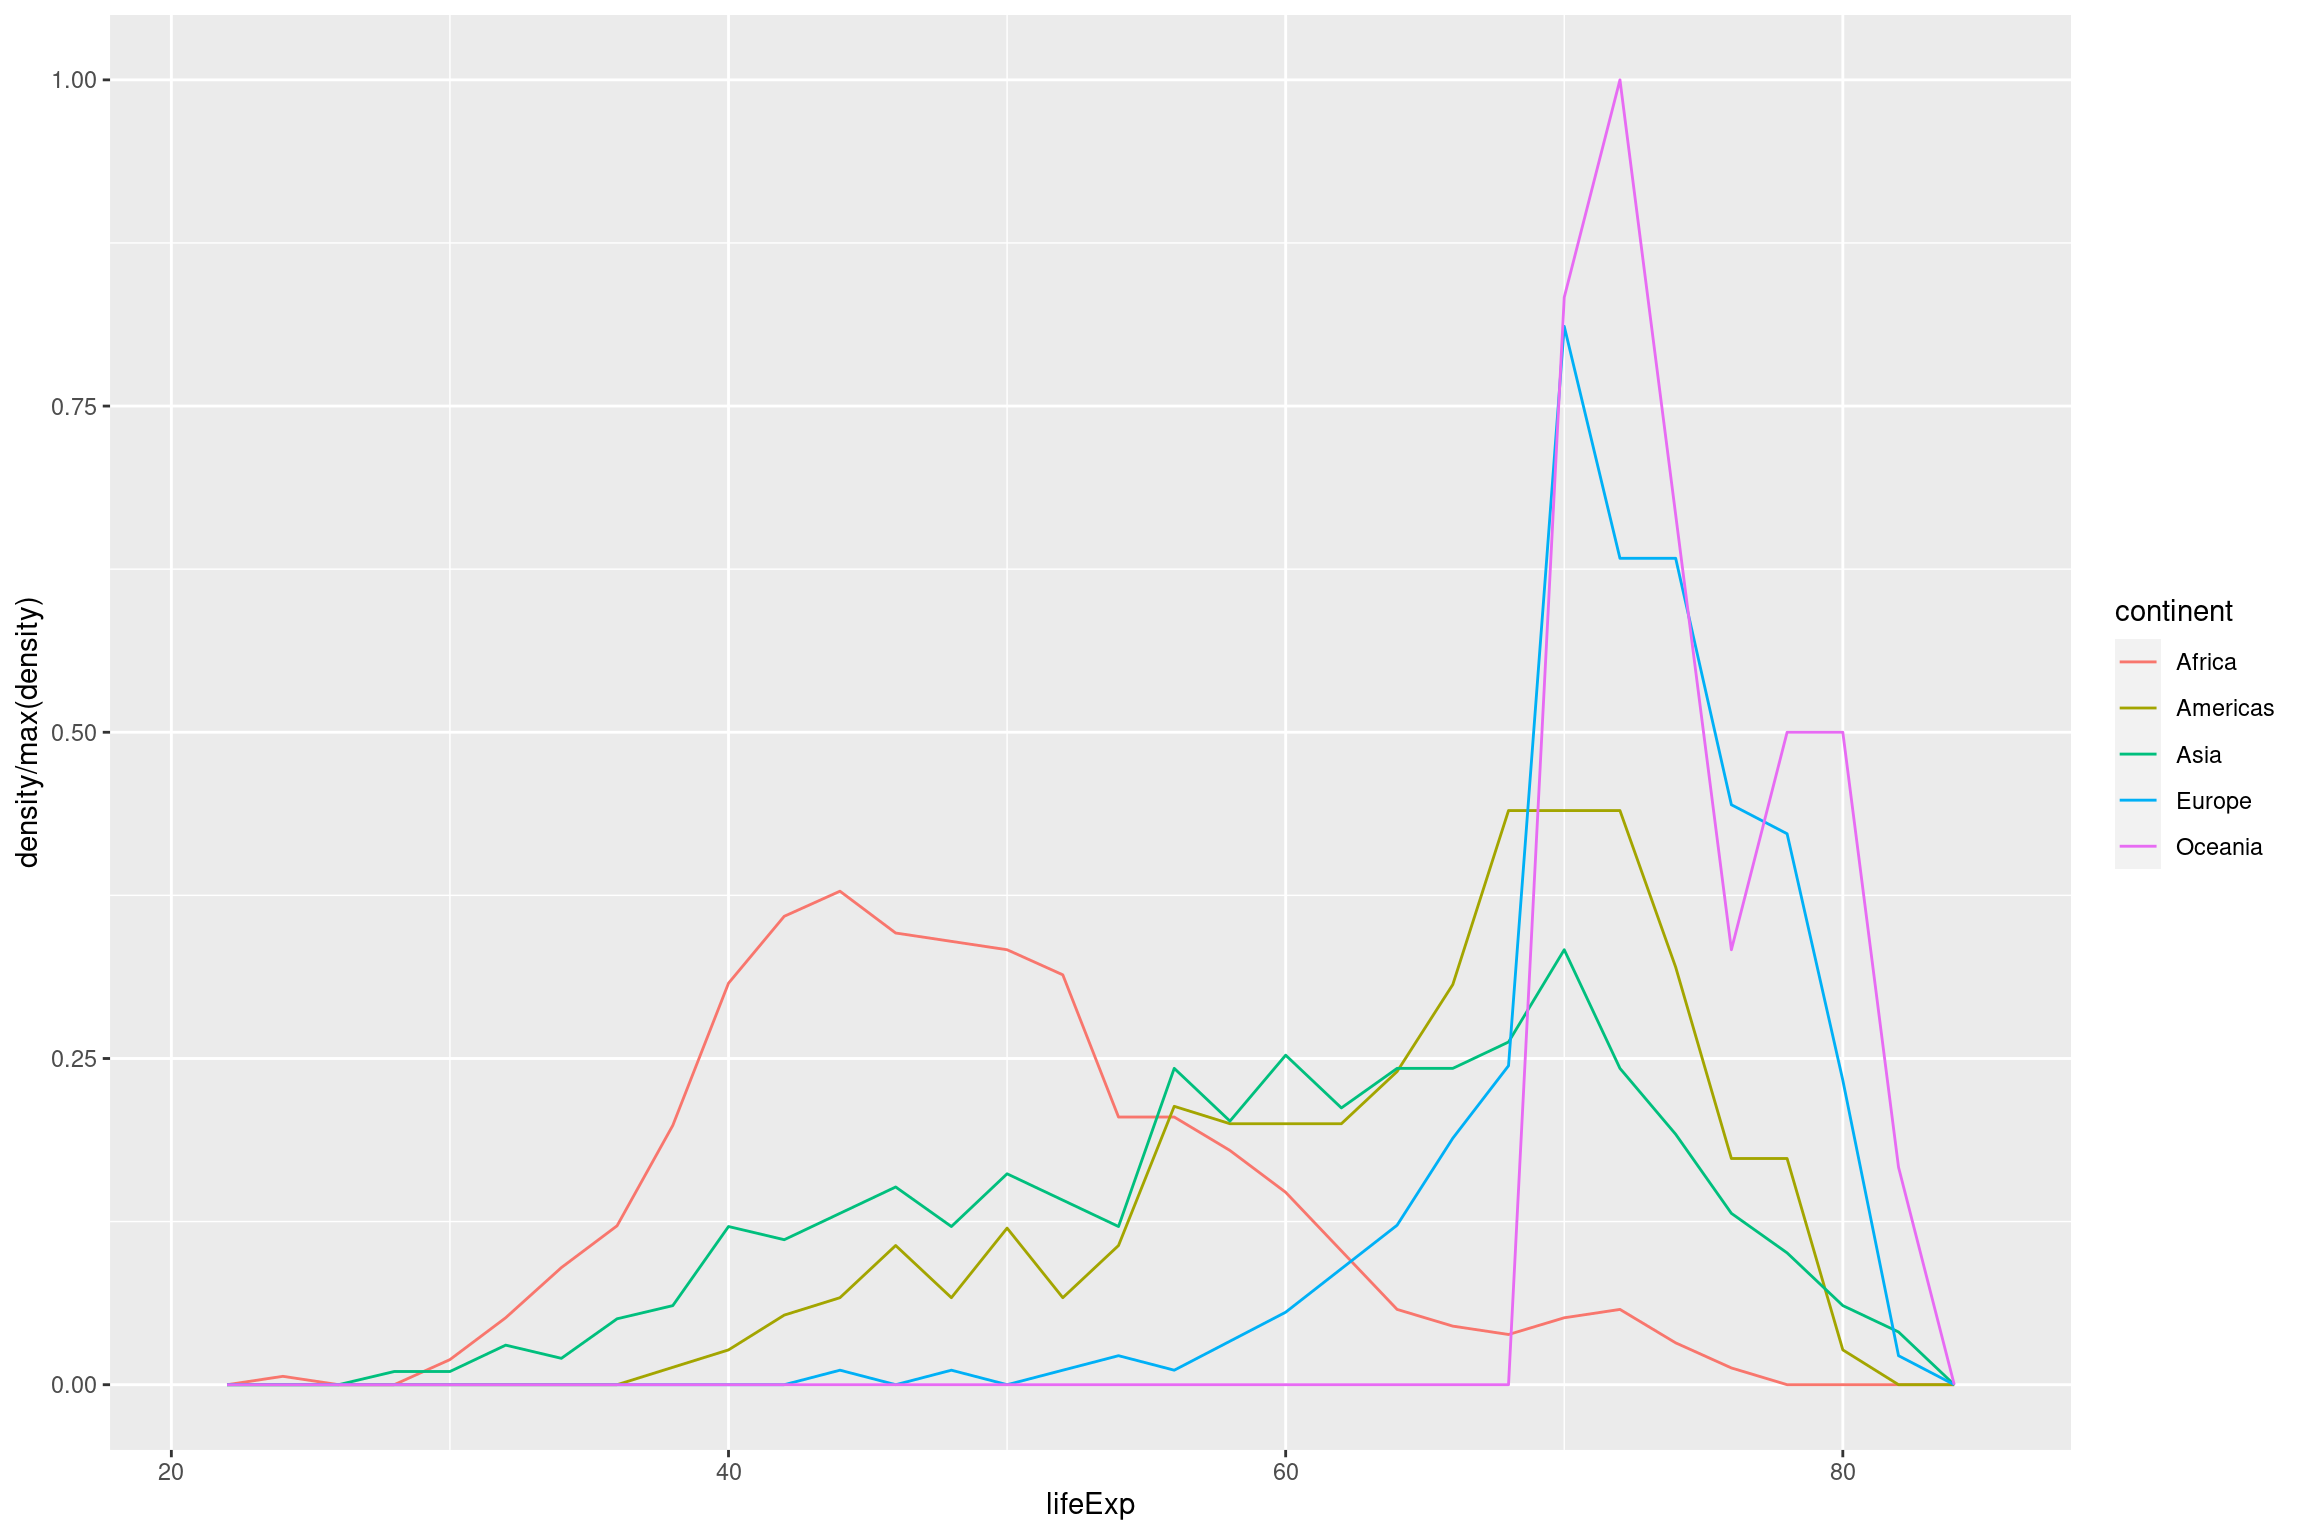 1.00
0.75
0.50
0.25
0.00
density/max(density)
20 40 60 80
lifeExp
continent
Africa
Americas
Asia
Europe
Oceania